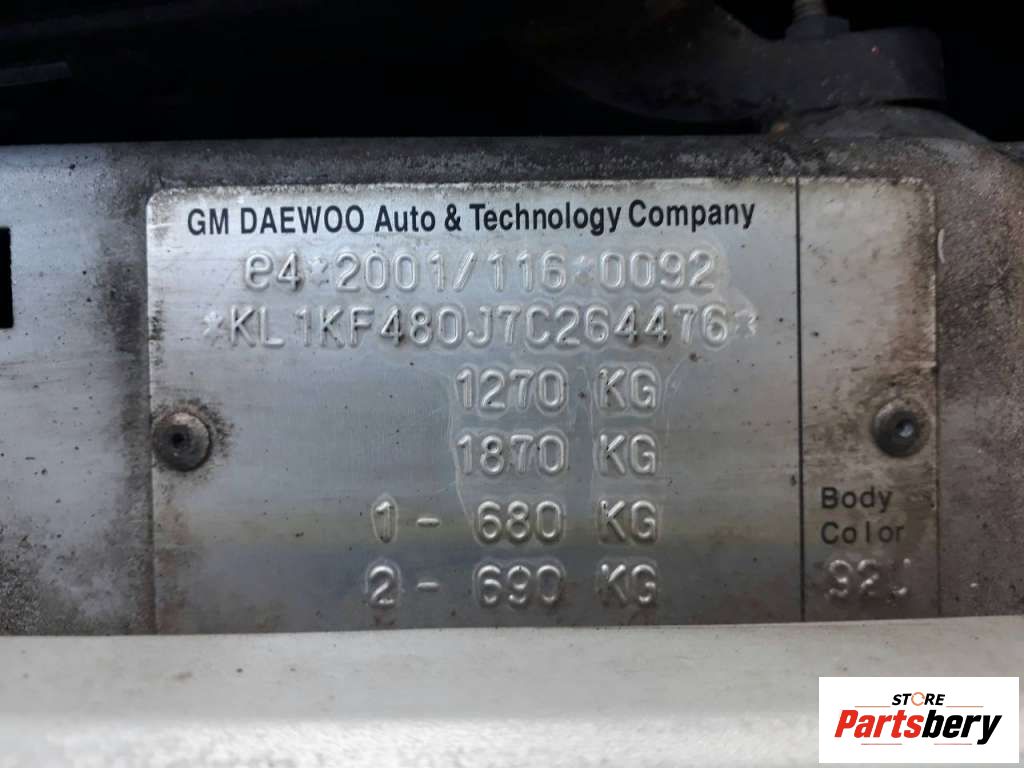 GM DAEWOO Auto & Technology Company
e4*2001/116*0092
*KL1KF480J7C264476*
1270 KG
1870 KG
1 - 680 KG
2 - 690 KG
Body
Color
92U
STORE
Partsbery